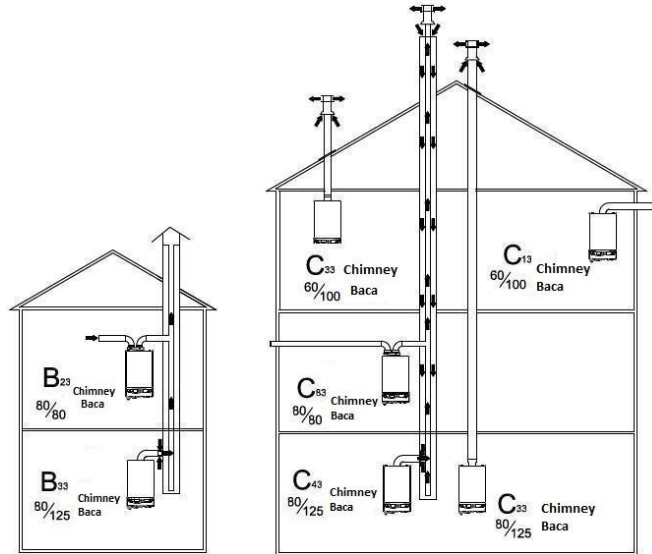 C33 Chimney
60/100 Baca
C13 Chimney
60/100 Baca
B23 Chimney
80/80 Baca
C83 Chimney
80/80 Baca
B33 Chimney
80/125 Baca
C43 Chimney
80/125 Baca
C33 Chimney
80/125 Baca